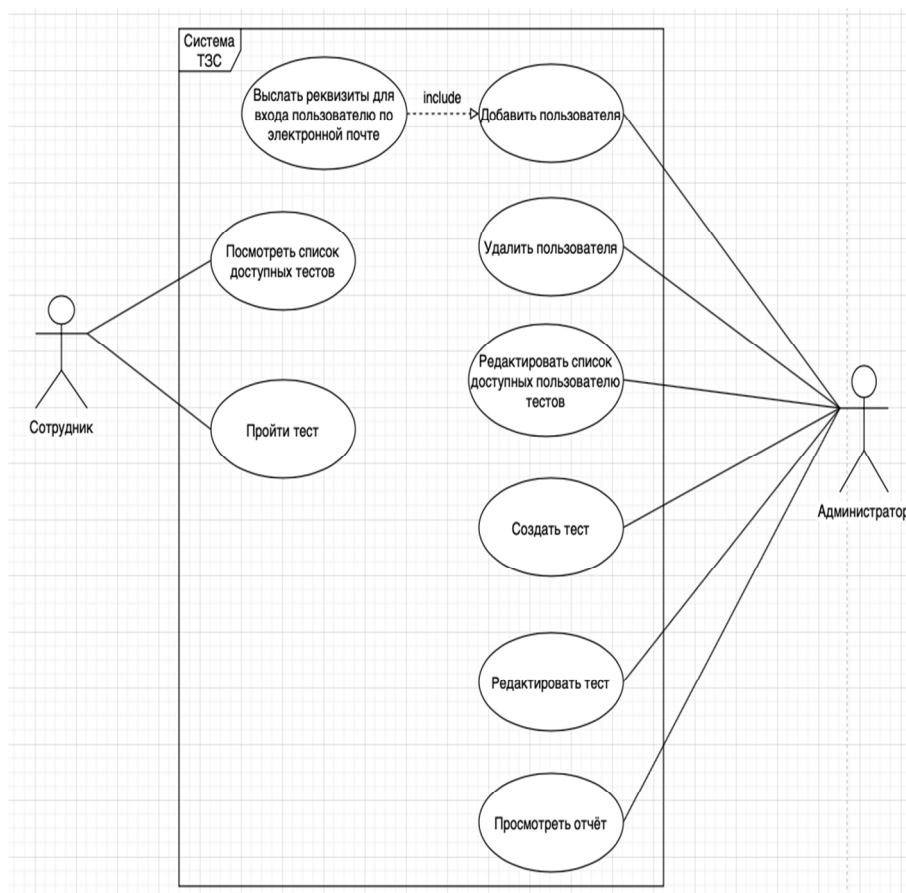 Система
ТЗС
Выслать реквизиты для
входа пользователю по
электронной почте
include
Добавить пользователя
Посмотреть список
доступных тестов
Удалить пользователя
Редактировать список
доступных пользователю
тестов
Сотрудник
Пройти тест
Администратор
Создать тест
Редактировать тест
Просмотреть отчёт